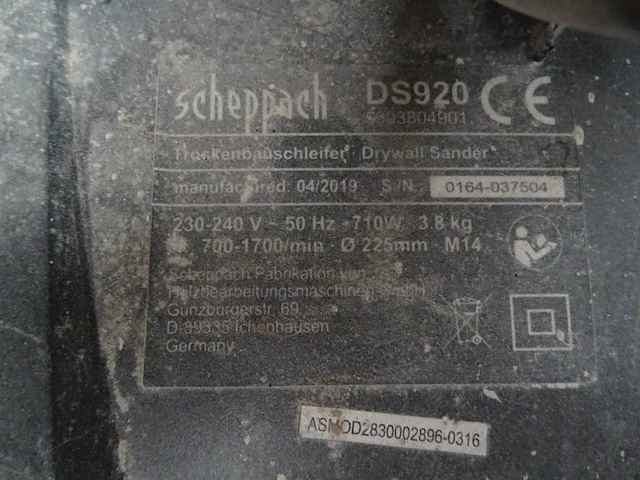 scheppach DS920 CE
5903804901
Trockenbauschleifer · Drywall Sander
manufactured: 04/2019 S/N. 0164-037504
230-240 V ~ 50 Hz · 710W 3.8 kg
700-1700/min · Ø 225mm M14
Scheppach Fabrikation von
Holzbearbeitungsmaschinen GmbH
Günzburgerstr. 69
D-89335 Ichenhausen
Germany
ASMOD2830002896-0316